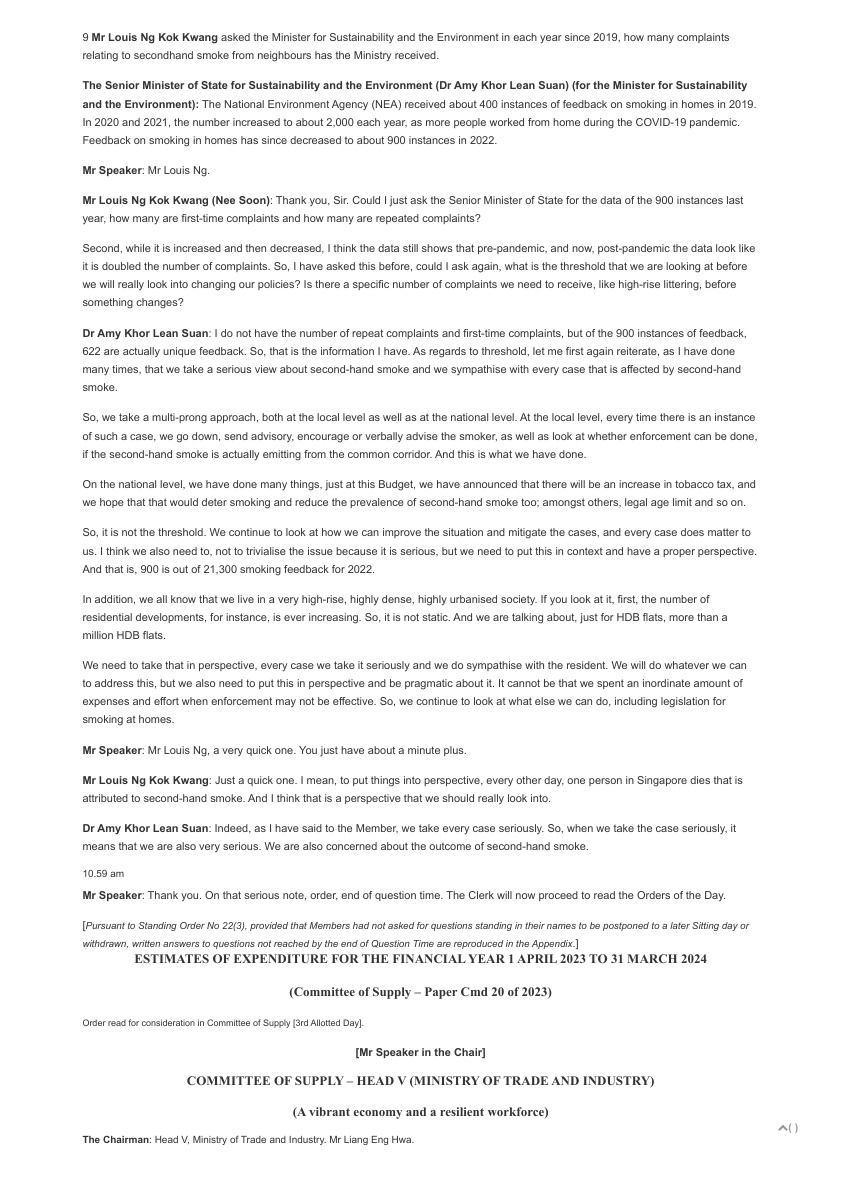 9 Mr Louis Ng Kok Kwang asked the Minister for Sustainability and the Environment in each year since 2019, how many complaints
relating to secondhand smoke from neighbours has the Ministry received.
The Senior Minister of State for Sustainability and the Environment (Dr Amy Khor Lean Suan) (for the Minister for Sustainability
and the Environment): The National Environment Agency (NEA) received about 400 instances of feedback on smoking in homes in 2019.
In 2020 and 2021, the number increased to about 2,000 each year, as more people worked from home during the COVID-19 pandemic.
Feedback on smoking in homes has since decreased to about 900 instances in 2022.
Mr Speaker: Mr Louis Ng.
Mr Louis Ng Kok Kwang (Nee Soon): Thank you, Sir. Could I just ask the Senior Minister of State for the data of the 900 instances last
year, how many are first-time complaints and how many are repeated complaints?
Second, while it is increased and then decreased, I think the data still shows that pre-pandemic, and now, post-pandemic the data look like
it is doubled the number of complaints. So, I have asked this before, could I ask again, what is the threshold that we are looking at before
we will really look into changing our policies? Is there a specific number of complaints we need to receive, like high-rise littering, before
something changes?
Dr Amy Khor Lean Suan: I do not have the number of repeat complaints and first-time complaints, but of the 900 instances of feedback,
622 are actually unique feedback. So, that is the information I have. As regards to threshold, let me first again reiterate, as I have done
many times, that we take a serious view about second-hand smoke and we sympathise with every case that is affected by second-hand
smoke.
So, we take a multi-prong approach, both at the local level as well as at the national level. At the local level, every time there is an instance
of such a case, we go down, send advisory, encourage or verbally advise the smoker, as well as look at whether enforcement can be done,
if the second-hand smoke is actually emitting from the common corridor. And this is what we have done.
On the national level, we have done many things, just at this Budget, we have announced that there will be an increase in tobacco tax, and
we hope that that would deter smoking and reduce the prevalence of second-hand smoke too; amongst others, legal age limit and so on.
So, it is not the threshold. We continue to look at how we can improve the situation and mitigate the cases, and every case does matter to
us. I think we also need to, not to trivialise the issue because it is serious, but we need to put this in context and have a proper perspective.
And that is, 900 is out of 21,300 smoking feedback for 2022.
In addition, we all know that we live in a very high-rise, highly dense, highly urbanised society. If you look at it, first, the number of
residential developments, for instance, is ever increasing. So, it is not static. And we are talking about, just for HDB flats, more than a
million HDB flats.
We need to take that in perspective, every case we take it seriously and we do sympathise with the resident. We will do whatever we can
to address this, but we also need to put this in perspective and be pragmatic about it. It cannot be that we spent an inordinate amount of
expenses and effort when enforcement may not be effective. So, we continue to look at what else we can do, including legislation for
smoking at homes.
Mr Speaker: Mr Louis Ng, a very quick one. You just have about a minute plus.
Mr Louis Ng Kok Kwang: Just a quick one. I mean, to put things into perspective, every other day, one person in Singapore dies that is
attributed to second-hand smoke. And I think that is a perspective that we should really look into.
Dr Amy Khor Lean Suan: Indeed, as I have said to the Member, we take every case seriously. So, when we take the case seriously, it
means that we are also very serious. We are also concerned about the outcome of second-hand smoke.
10.59 am
Mr Speaker: Thank you. On that serious note, order, end of question time. The Clerk will now proceed to read the Orders of the Day.
[Pursuant to Standing Order No 22(3), provided that Members had not asked for questions standing in their names to be postponed to a later Sitting day or
withdrawn, written answers to questions not reached by the end of Question Time are reproduced in the Appendix.]
ESTIMATES OF EXPENDITURE FOR THE FINANCIAL YEAR 1 APRIL 2023 TO 31 MARCH 2024
(Committee of Supply – Paper Cmd 20 of 2023)
Order read for consideration in Committee of Supply [3rd Allotted Day].
[Mr Speaker in the Chair]
COMMITTEE OF SUPPLY – HEAD V (MINISTRY OF TRADE AND INDUSTRY)
(A vibrant economy and a resilient workforce)
The Chairman: Head V, Ministry of Trade and Industry. Mr Liang Eng Hwa.
( )